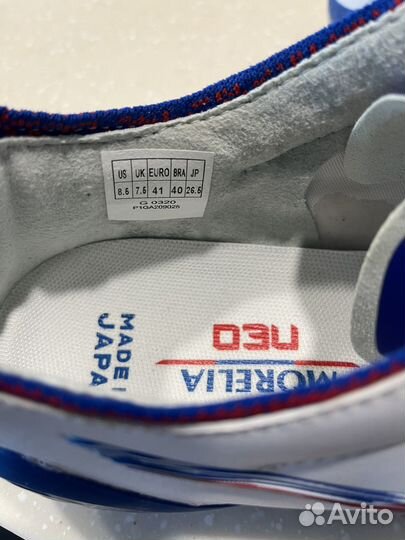 US UK EURO BRA JP
8.5 7.5 41 40 26.5
G 0320
P1GA209025
MADE I
JAPA
neo
MORELIA
Avito